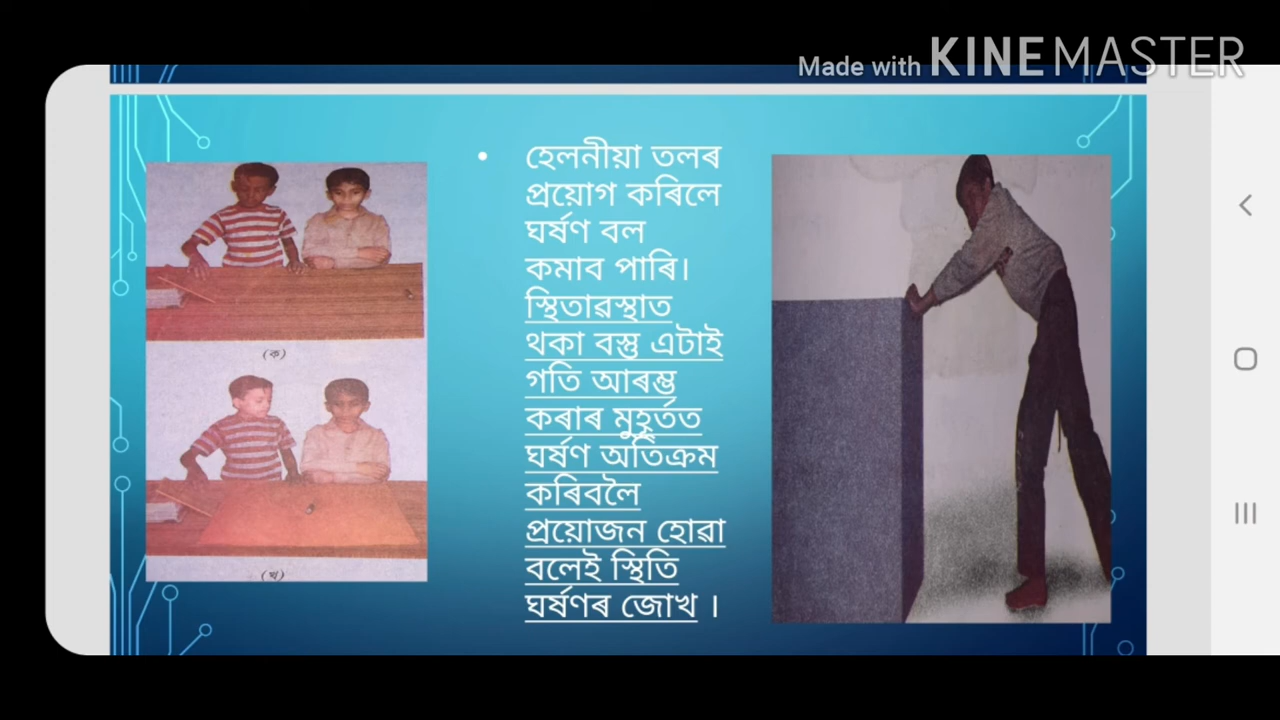 Made with KINEMASTER
• হেলনীয়া তলৰ
প্ৰয়োগ কৰিলে
ঘৰ্ষণ বল
কমাব পাৰি।
স্থিতাৱস্থাত
থকা বস্তু এটাই
গতি আৰম্ভ
কৰাৰ মুহূৰ্তত
ঘৰ্ষণ অতিক্ৰম
কৰিবলৈ
প্ৰয়োজন হোৱা
বলেই স্থিতি
ঘৰ্ষণৰ জোখ ।
(ক)
(খ)